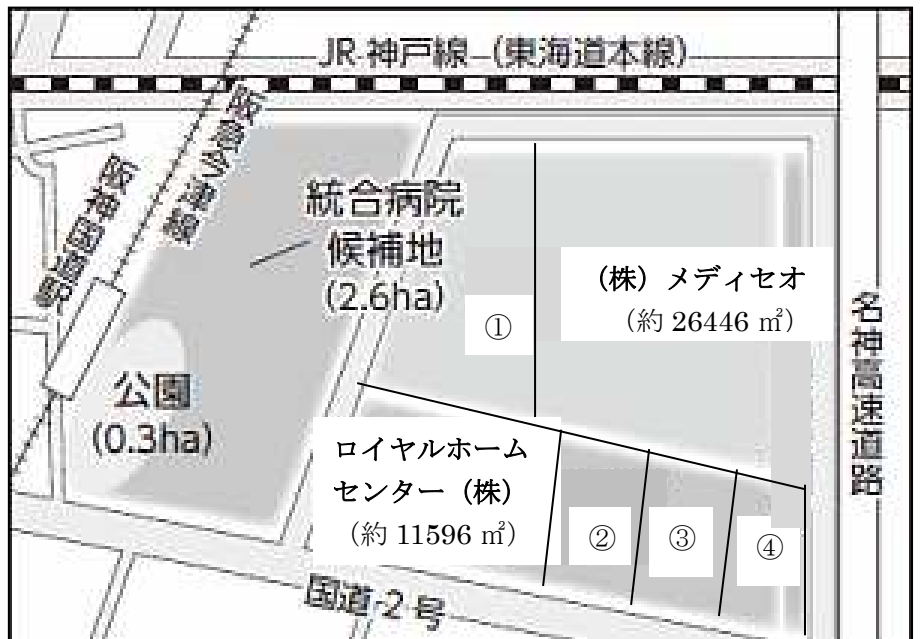 JR神戸線(東海道本線)
阪急今津線
阪神国道駅
統合病院
候補地
(2.6ha)
公園
(0.3ha)
①
(株)メディセオ
(約 26446 ㎡)
名神高速道路
ロイヤルホーム
センター(株)
(約 11596 ㎡)
②
③
④
国道2号